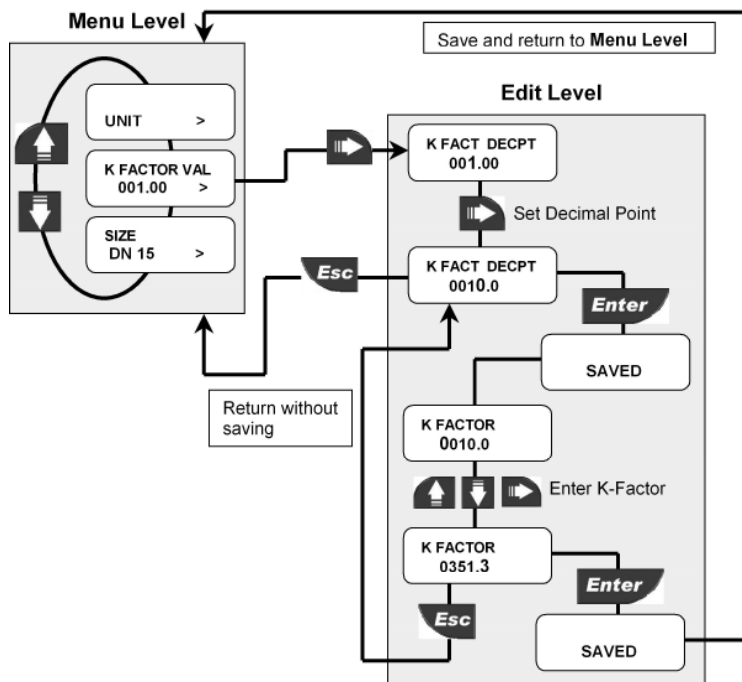 Menu Level
Save and return to Menu Level
UNIT >
K FACTOR VAL
001.00 >
SIZE
DN 15 >
Edit Level
K FACT DECPT
001.00
Set Decimal Point
K FACT DECPT
0010.0
Esc
Enter
SAVED
Return without
saving
K FACTOR
0010.0
Enter K-Factor
K FACTOR
0351.3
Enter
Esc
SAVED